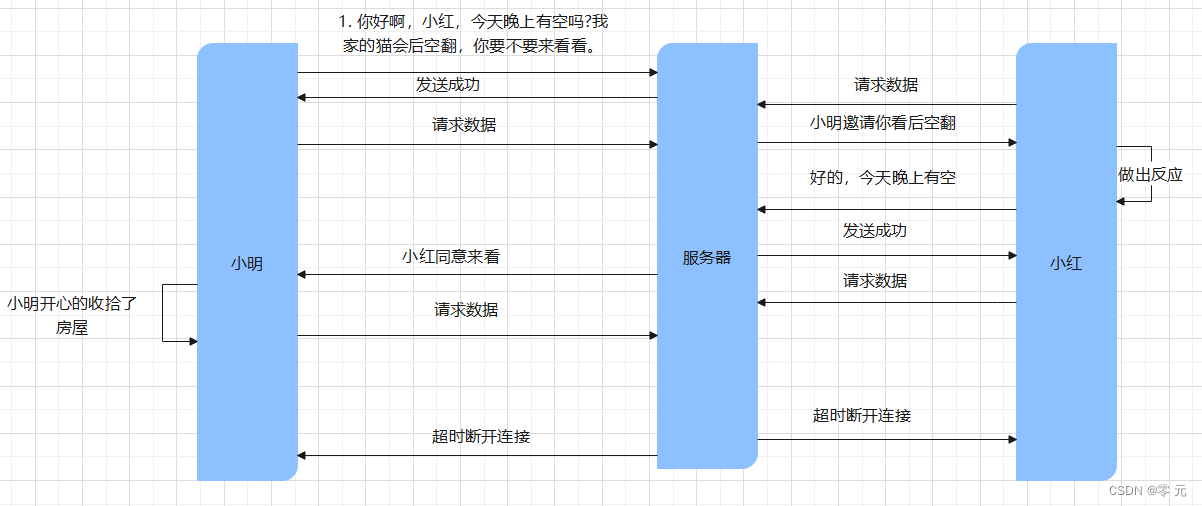 1. 你好啊，小红，今天晚上有空吗?我
家的猫会后空翻，你要不要来看看。
发送成功
请求数据
请求数据
小明邀请你看后空翻
做出反应
好的，今天晚上有空
发送成功
小红同意来看
服务器
小明
小红
请求数据
小明开心的收拾了
房屋
请求数据
超时断开连接
超时断开连接
CSDN @零 元